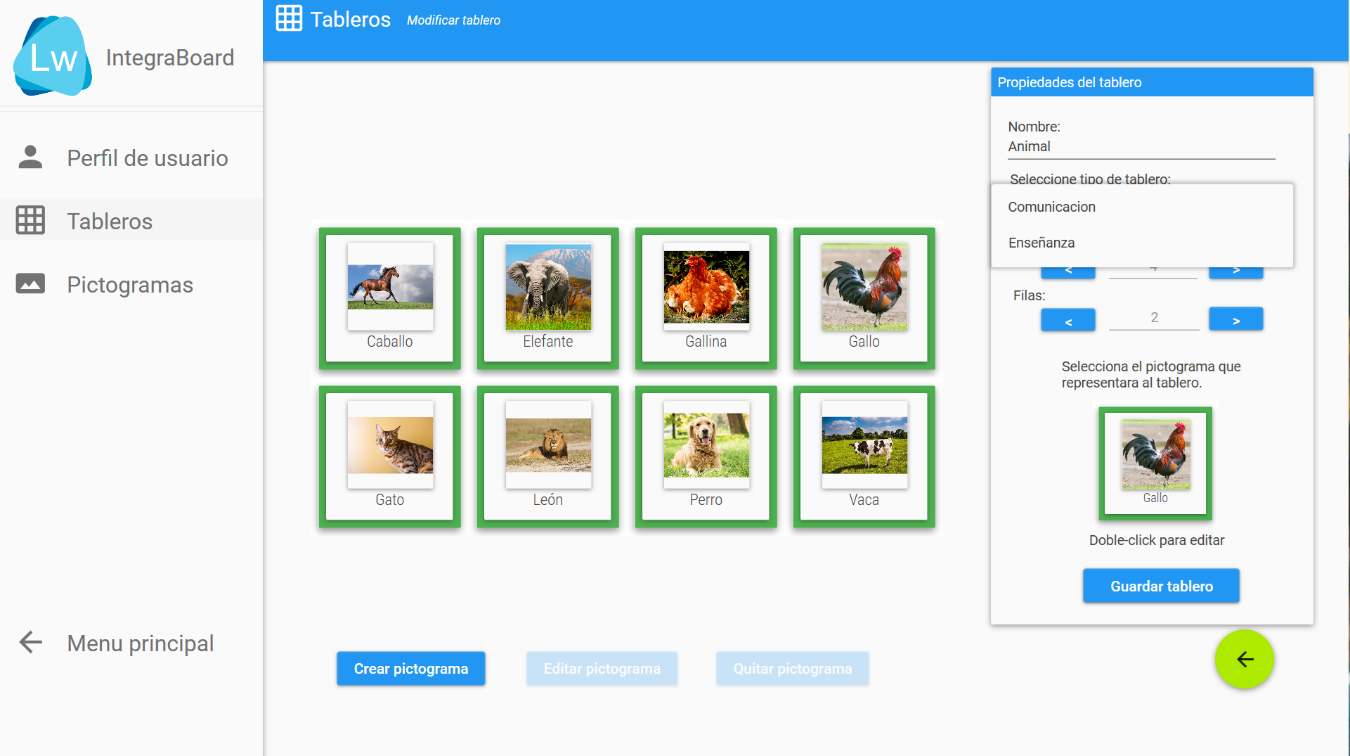 Lw
IntegraBoard
Perfil de usuario
Tableros
Pictogramas
Menu principal
Tableros Modificar tablero
Caballo
Elefante
Gallina
Gallo
Gato
León
Perro
Vaca
Crear pictograma
Editar pictograma
Quitar pictograma
Propiedades del tablero
Nombre:
Animal
Seleccione tipo de tablero:
Comunicacion
Enseñanza
< 4 >
Filas:
< 2 >
Selecciona el pictograma que
representara al tablero.
Gallo
Doble-click para editar
Guardar tablero